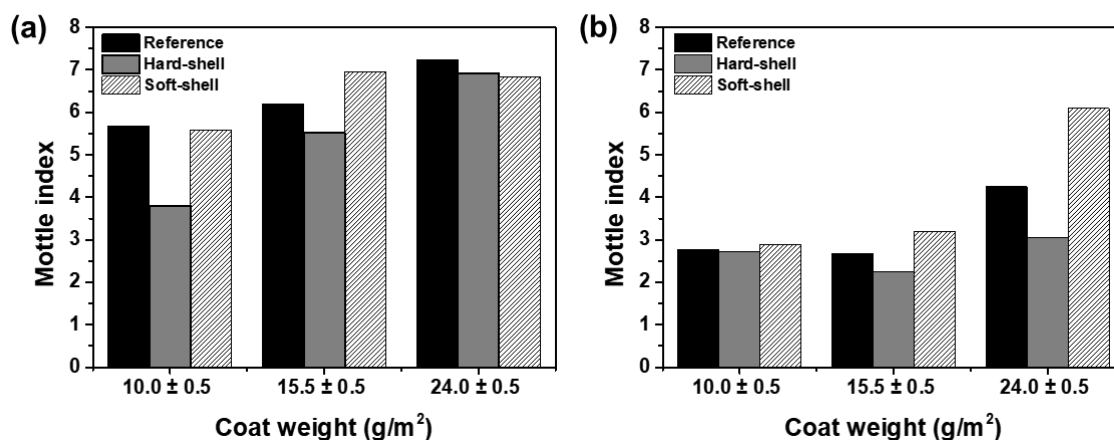 (a)
8
7
6
5
4
3
2
1
0
Mottle index
Reference
Hard-shell
Soft-shell
10.0 ± 0.5
15.5 ± 0.5
24.0 ± 0.5
Coat weight (g/m²)
(b)
8
7
6
5
4
3
2
1
0
Mottle index
Reference
Hard-shell
Soft-shell
10.0 ± 0.5
15.5 ± 0.5
24.0 ± 0.5
Coat weight (g/m²)